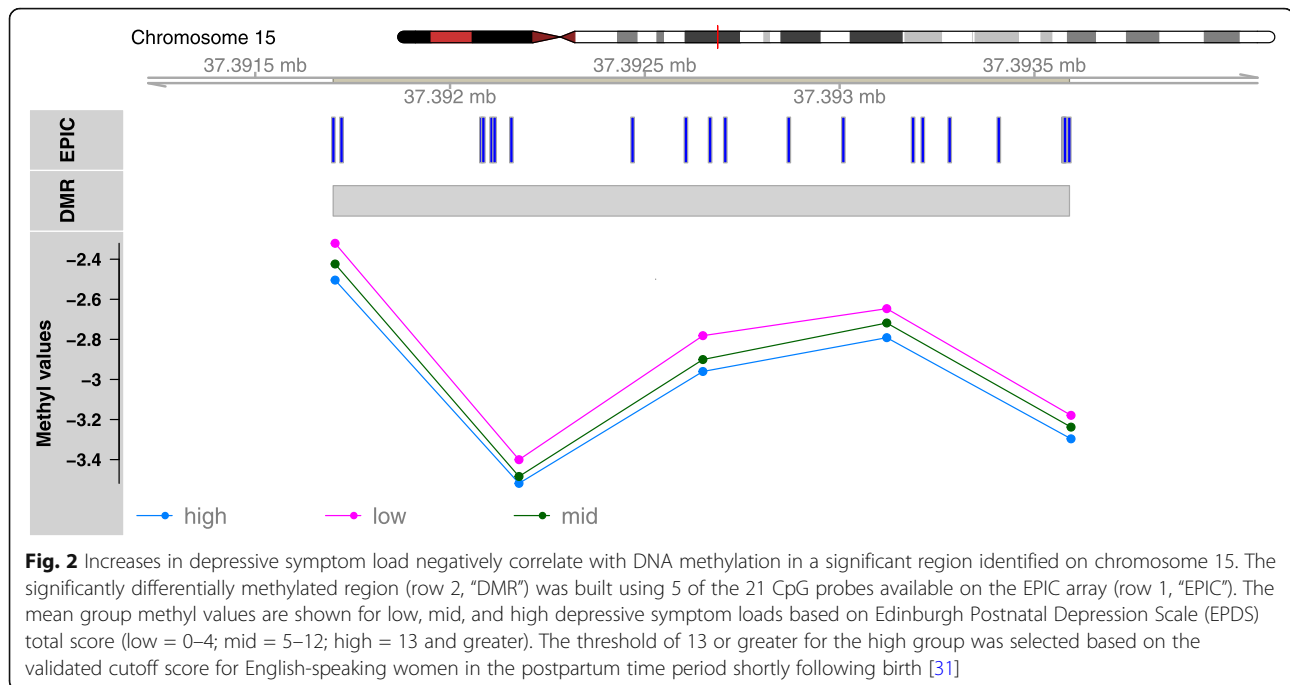 Chromosome 15
37.3915 mb
37.3925 mb
37.3935 mb
37.392 mb
37.393 mb
EPIC
DMR
Methyl values
−2.4
−2.6
−2.8
−3
−3.2
−3.4
high
low
mid
Fig. 2 Increases in depressive symptom load negatively correlate with DNA methylation in a significant region identified on chromosome 15. The
significantly differentially methylated region (row 2, “DMR”) was built using 5 of the 21 CpG probes available on the EPIC array (row 1, “EPIC”). The
mean group methyl values are shown for low, mid, and high depressive symptom loads based on Edinburgh Postnatal Depression Scale (EPDS)
total score (low = 0–4; mid = 5–12; high = 13 and greater). The threshold of 13 or greater for the high group was selected based on the
validated cutoff score for English-speaking women in the postpartum time period shortly following birth [31]